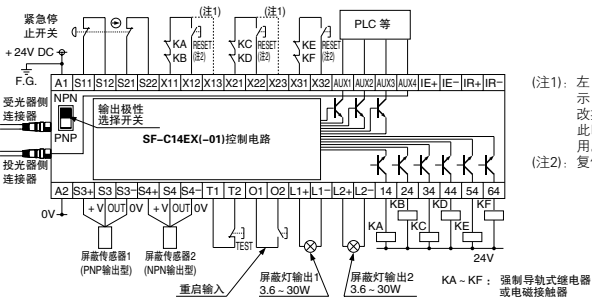 紧急停
止开关
+24V DC
F.G.
(注1)
(注1)
KA
KB
RESET
(注2)
KC
KD
RESET
(注2)
KE
KF
RESET
(注2)
PLC 等
A1 S11 S12 S21 S22 X11 X12 X13 X21 X22 X23 X31 X32 AUX1 AUX2 AUX3 AUX4 IE+ IE− IR+ IR−
受光器侧
连接器
NPN
PNP
输出极性
选择开关
SF-C14EX(-01)控制电路
投光器侧
连接器
A2 S3+ S3 S3− S4+ S4 S4− T1 T2 O1 O2 L1+ L1− L2+ L2− 14 24 34 44 54 64
0V
+V OUT 0V
+V OUT 0V
TEST
KA
KB
KC
KD
KE
KF
24V
屏蔽传感器1
(PNP输出型)
屏蔽传感器2
(NPN输出型)
重启输入
屏蔽灯输出1
3.6～30W
屏蔽灯输出2
3.6～30W
KA～KF：强制导轨式继电器
或电磁接触器
(注1)：左
示
改
此
用
(注2)：复